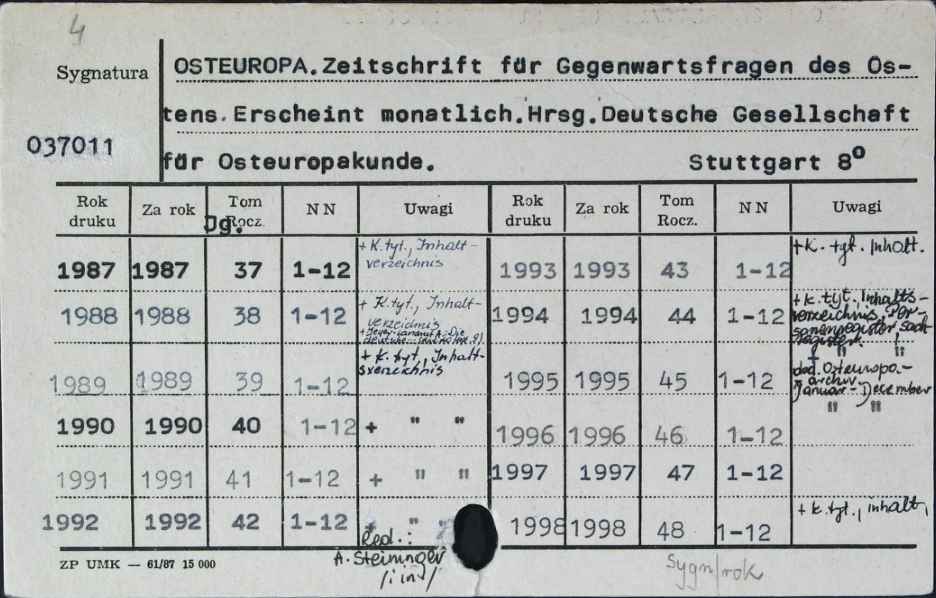 4
Sygnatura
OSTEUROPA.Zeitschrift für Gegenwartsfragen des Os-
tens.Erscheint monatlich.Hrsg.Deutsche Gesellschaft
037011
für Osteuropakunde. Stuttgart 8°
Rok druku Za rok Tom Rocz. NN Uwagi Rok druku Za rok Tom Rocz. NN Uwagi
Jg.
1987 1987 37 1-12 + K.tyt., Inhalt-verzeichnis 1993 1993 43 1-12 + K. tyt. Inhalt.
1988 1988 38 1-12 + K.tyt., Inhalt-verzeichnis 1994 1994 44 1-12 + k. tyt. Inhalts-verzeichnis, Per-sonenregister, Sach-register.
1989 1989 39 1-12 + K. tyt., Inhalt-sverzeichnis 1995 1995 45 1-12 " " + dod. Osteuropa-archiv. Januar - Dezember
1990 1990 40 1-12 + " " 1996 1996 46 1-12 " "
1991 1991 41 1-12 + " " 1997 1997 47 1-12
1992 1992 42 1-12 " 1998 1998 48 1-12 + k. tyt., inhalt,
Red.:
A. Steininger
/i inn/
ZP UMK — 61/87 15 000
Sygn/rok